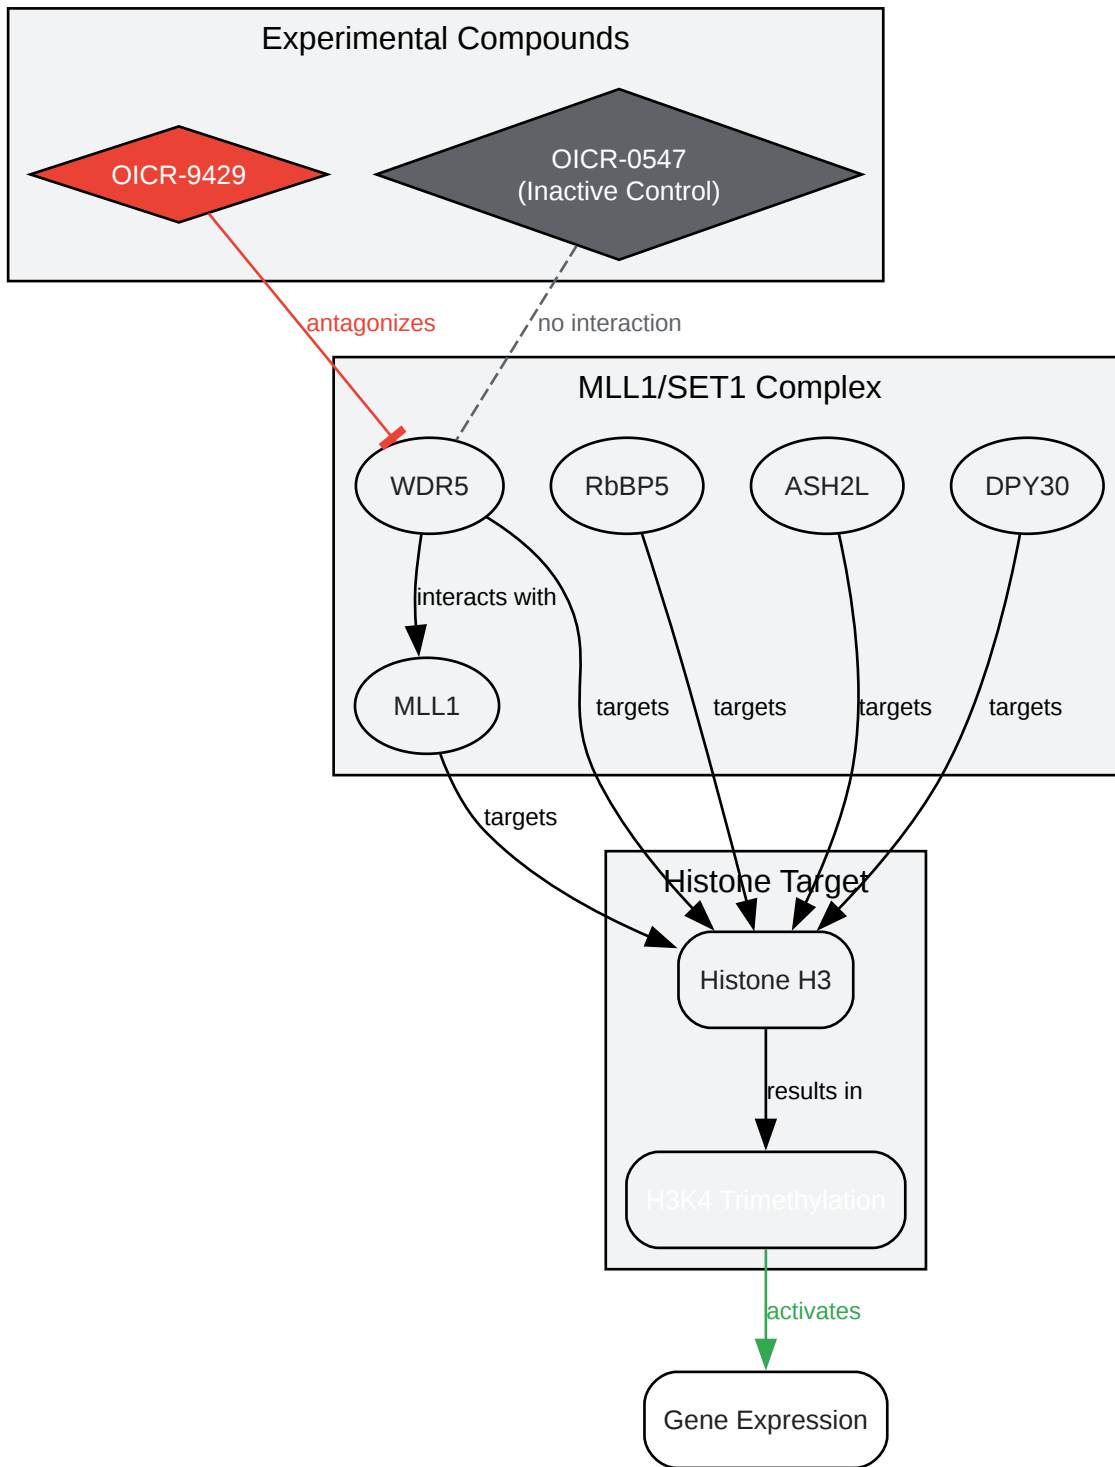 Experimental Compounds
OICR-9429
OICR-0547
(Inactive Control)
antagonizes
no interaction
MLL1/SET1 Complex
WDR5
RbBP5
ASH2L
DPY30
interacts with
MLL1
targets
targets
targets
targets
targets
Histone Target
Histone H3
results in
H3K4 Trimethylation
activates
Gene Expression